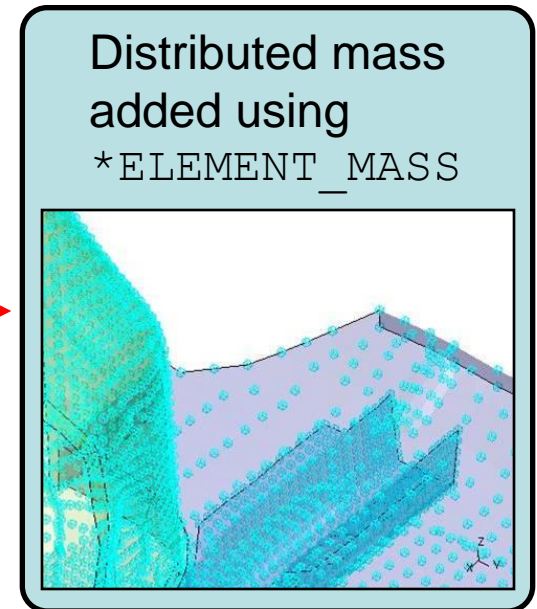 Distributed mass
added using
*ELEMENT_MASS
Z
X Y